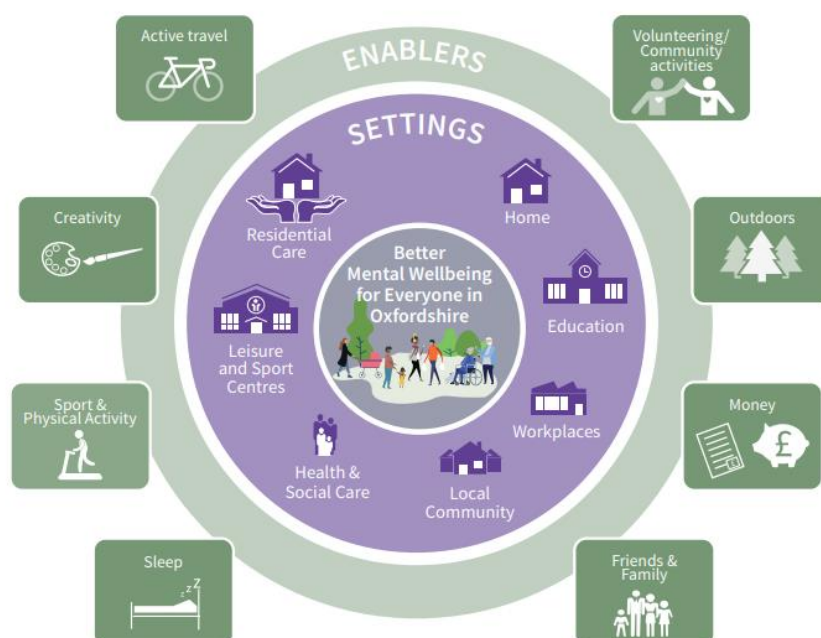 Active travel
Volunteering/
Community
activities
ENABLERS
SETTINGS
Creativity
Outdoors
Residential
Care
Home
Better
Mental Wellbeing
for Everyone in
Oxfordshire
Leisure
and Sport
Centres
Education
Sport &
Physical Activity
Money
£
Workplaces
Health &
Social Care
Local
Community
Sleep
z z Z
Friends &
Family